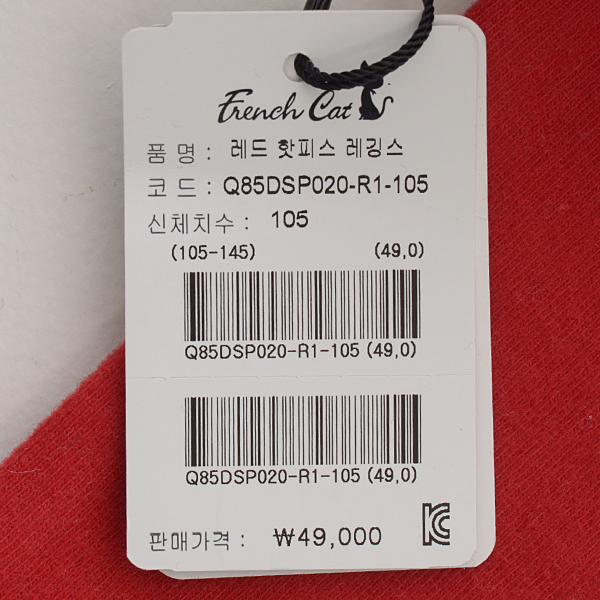 French Cat
품 명 : 레드 핫피스 레깅스
코 드 : Q85DSP020-R1-105
신체치수 : 105
(105-145) (49,0)
Q85DSP020-R1-105 (49,0)
Q85DSP020-R1-105 (49,0)
판매가격 : ₩49,000
KC